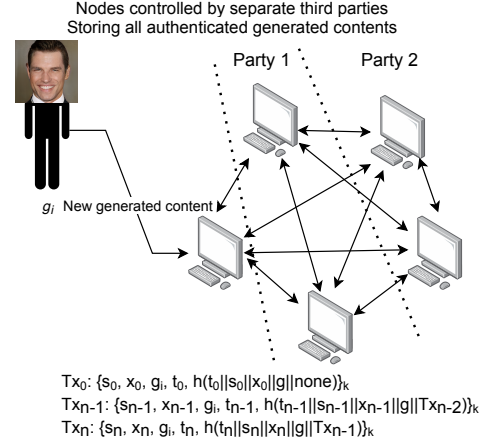 Nodes controlled by separate third parties
Storing all authenticated generated contents
Party 1
Party 2
gi New generated content
Tx0: {s0, x0, gi, t0, h(t0||s0||x0||g||none)}k
Txn-1: {sn-1, xn-1, gi, tn-1, h(tn-1||sn-1||xn-1||g||Txn-2)}k
Txn: {sn, xn, gi, tn, h(tn||sn||xn||g||Txn-1)}k